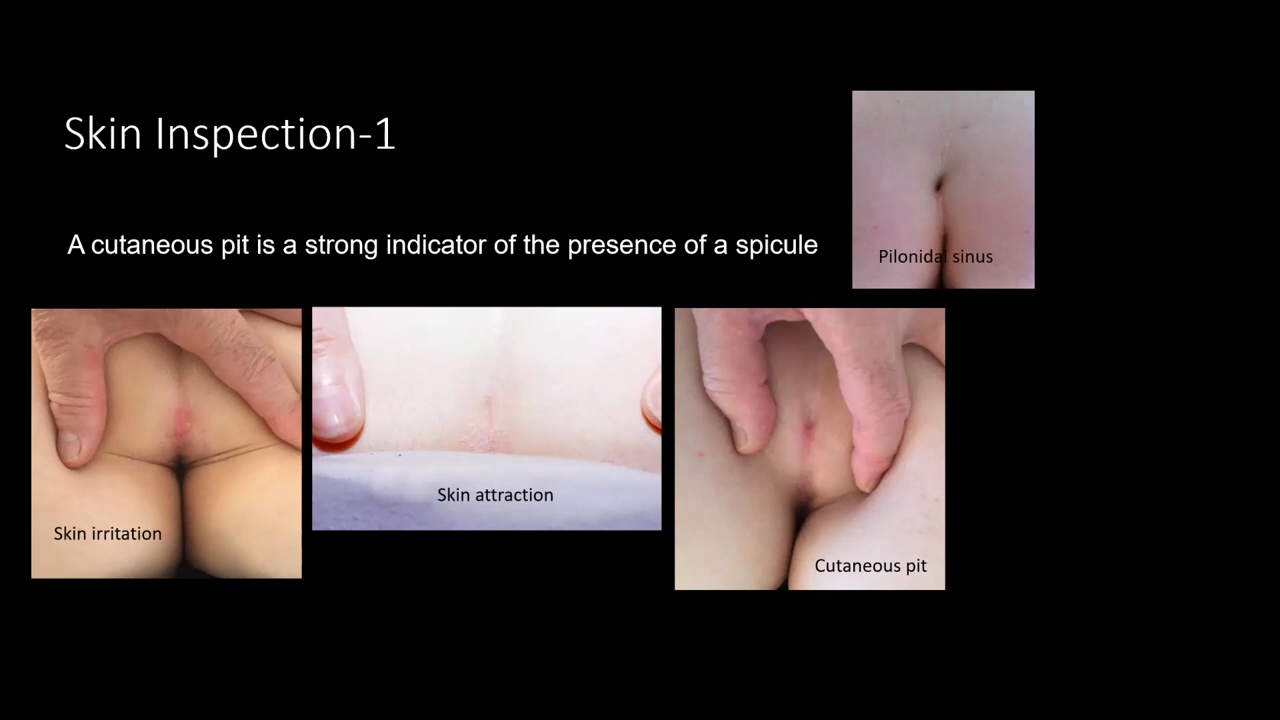 Skin Inspection-1
A cutaneous pit is a strong indicator of the presence of a spicule
Pilonidal sinus
Skin irritation
Skin attraction
Cutaneous pit